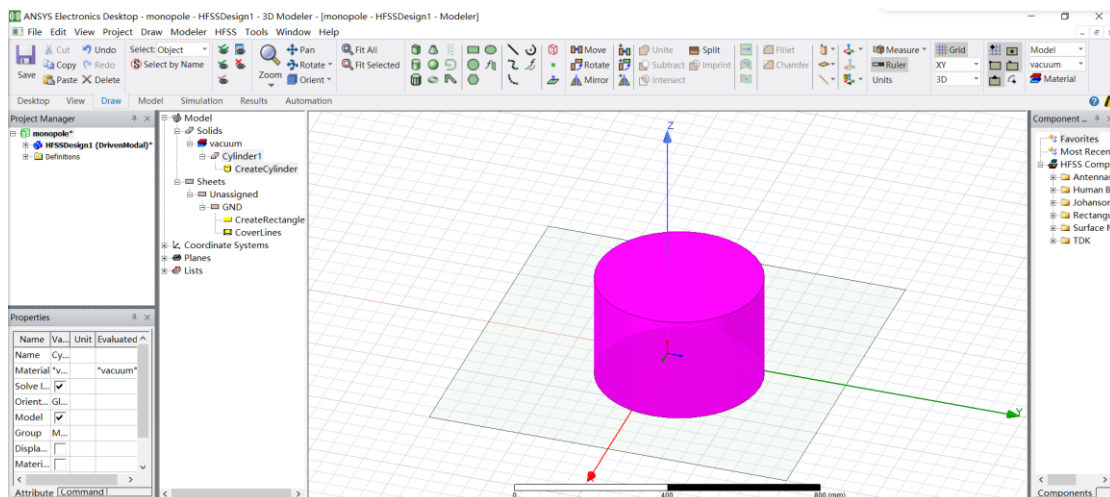 ANSYS Electronics Desktop - monopole - HFSSDesign1 - 3D Modeler - [monopole - HFSSDesign1 - Modeler]
File Edit View Project Draw Modeler HFSS Tools Window Help
Save
Cut
Copy
Paste
Undo
Redo
Delete
Select: Object
Select by Name
Zoom
Pan
Rotate
Orient
Fit All
Fit Selected
Move
Rotate
Mirror
Unite
Subtract
Intersect
Split
Imprint
Fillet
Chamfer
Measure
Ruler
Units
Grid
XY
3D
Model
vacuum
Material
Desktop View Draw Model Simulation Results Automation
Project Manager
monopole*
HFSSDesign1 (DrivenModal)*
Definitions
Model
Solids
vacuum
Cylinder1
CreateCylinder
Sheets
Unassigned
GND
CreateRectangle
CoverLines
Coordinate Systems
Planes
Lists
Properties
Name Va... Unit Evaluated
Name Cy...
Material "v... "vacuum"
Solve I...
Orient... Gl...
Model
Group M...
Displa...
Materi...
Attribute Command
Z
Y
0 400 800 (mm)
Component ...
Favorites
Most Recen
HFSS Comp
Antennas
Human B
Johanson
Rectangu
Surface M
TDK
Components